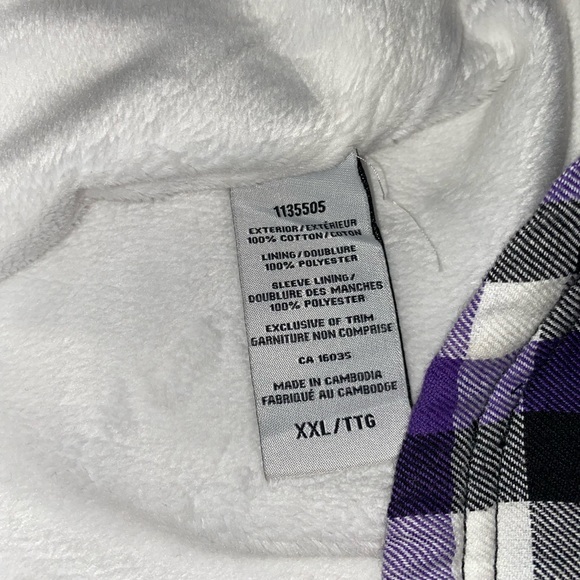 1135505
EXTERIOR/EXTÉRIEUR
100% COTTON/COTON
LINING/DOUBLURE
100% POLYESTER
SLEEVE LINING/
DOUBLURE DES MANCHES
100% POLYESTER
EXCLUSIVE OF TRIM
GARNITURE NON COMPRISE
CA 16035
MADE IN CAMBODIA
FABRIQUÉ AU CAMBODGE
XXL/TTG